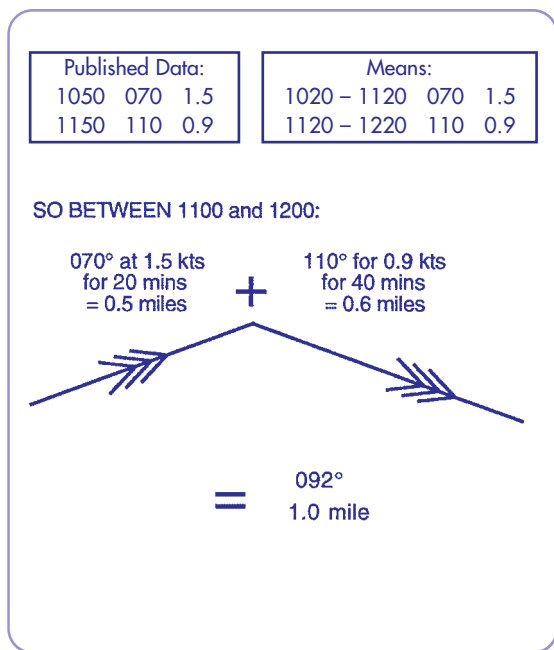 Published Data:
1050 070 1.5
1150 110 0.9
Means:
1020 – 1120 070 1.5
1120 – 1220 110 0.9
SO BETWEEN 1100 and 1200:
070° at 1.5 kts
for 20 mins
= 0.5 miles
+
110° for 0.9 kts
for 40 mins
= 0.6 miles
=
092°
1.0 mile